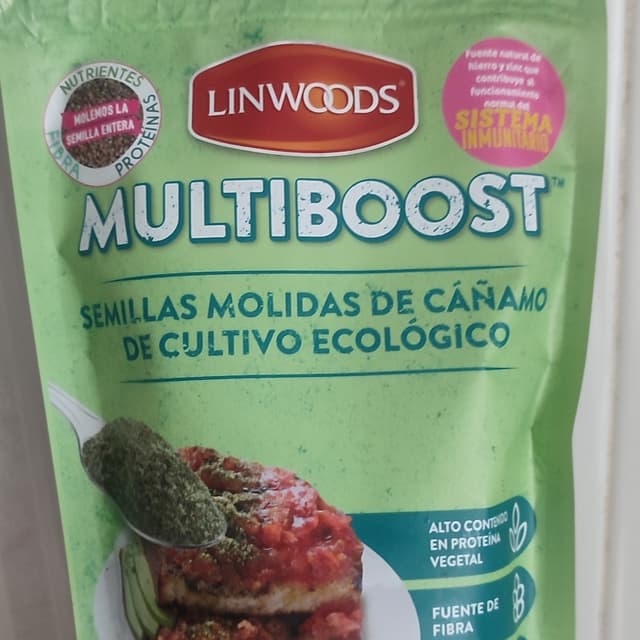 NUTRIENTES
PROTEÍNAS
FIBRA
MOLEMOS LA
SEMILLA ENTERA
LINWOODS®
Fuente natural de
hierro y zinc que
contribuye al
funcionamiento
normal del
SISTEMA
INMUNITARIO
MULTIBOOST™
SEMILLAS MOLIDAS DE CÁÑAMO
DE CULTIVO ECOLÓGICO
ALTO CONTENIDO
EN PROTEÍNA
VEGETAL
FUENTE DE
FIBRA